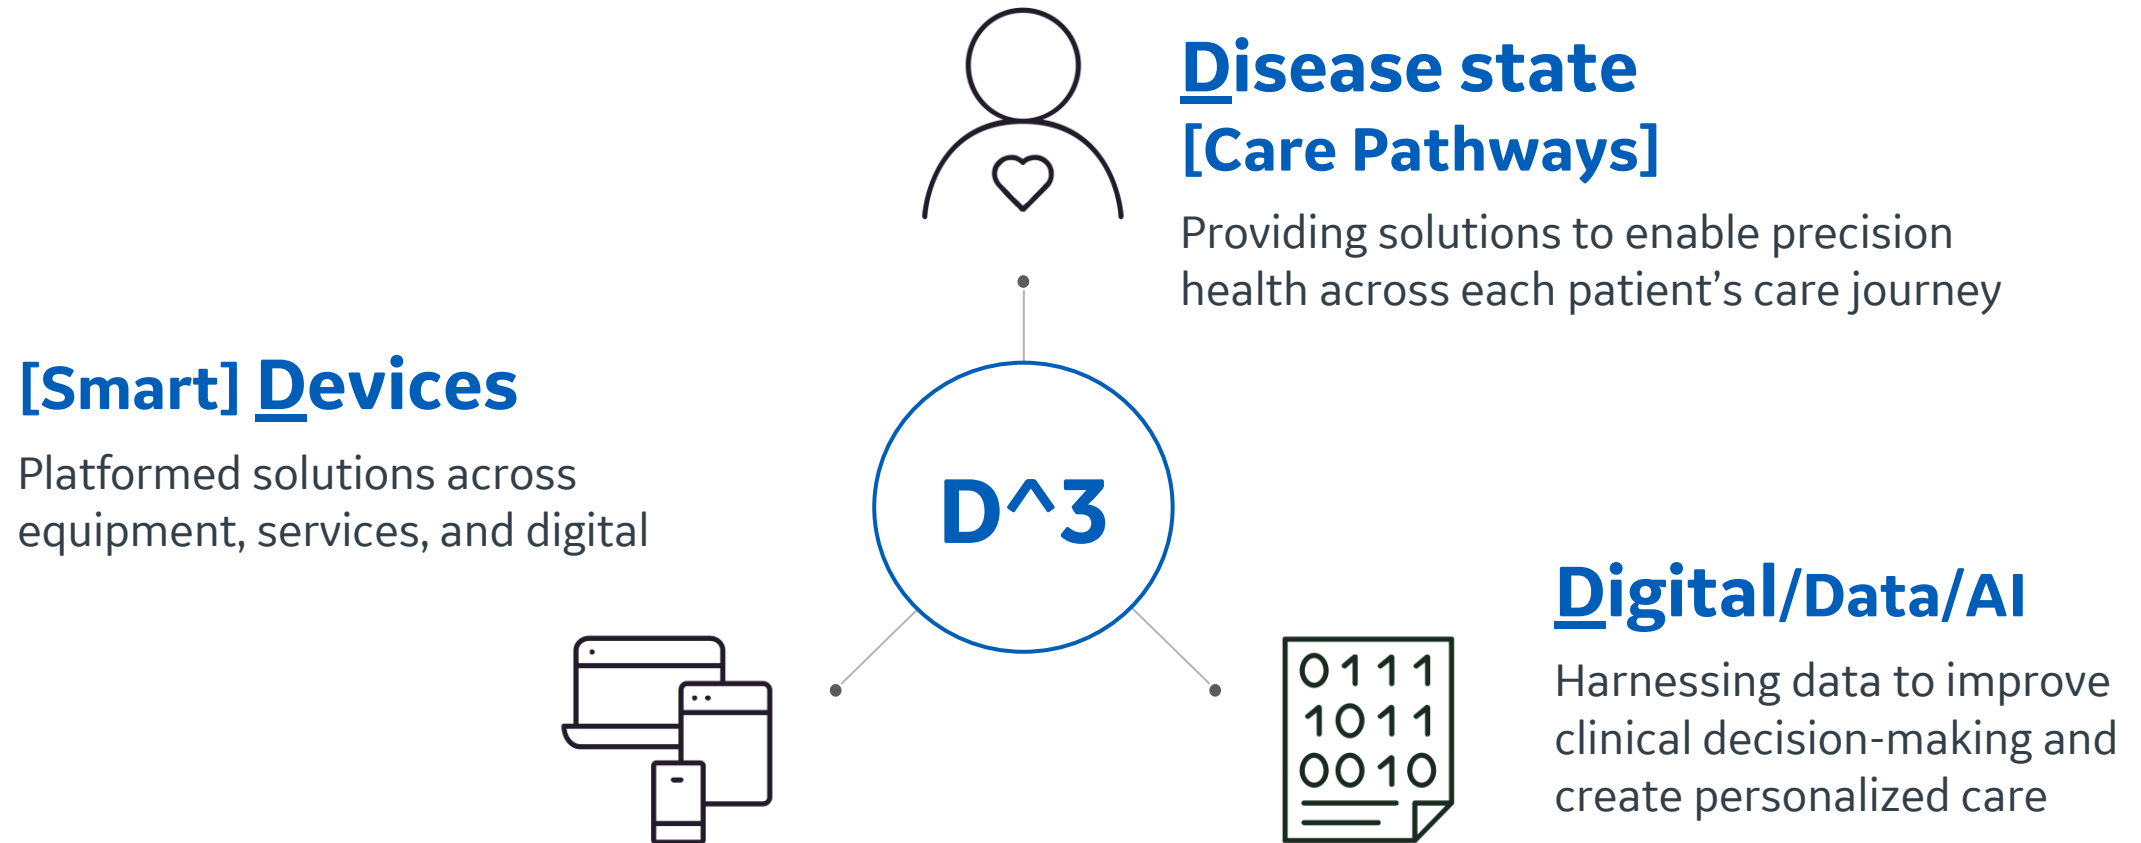 Disease state
[Care Pathways]
Providing solutions to enable precision
health across each patient’s care journey
[Smart] Devices
Platformed solutions across
equipment, services, and digital
D^3
Digital/Data/AI
Harnessing data to improve
clinical decision-making and
create personalized care
0111
1011
0010